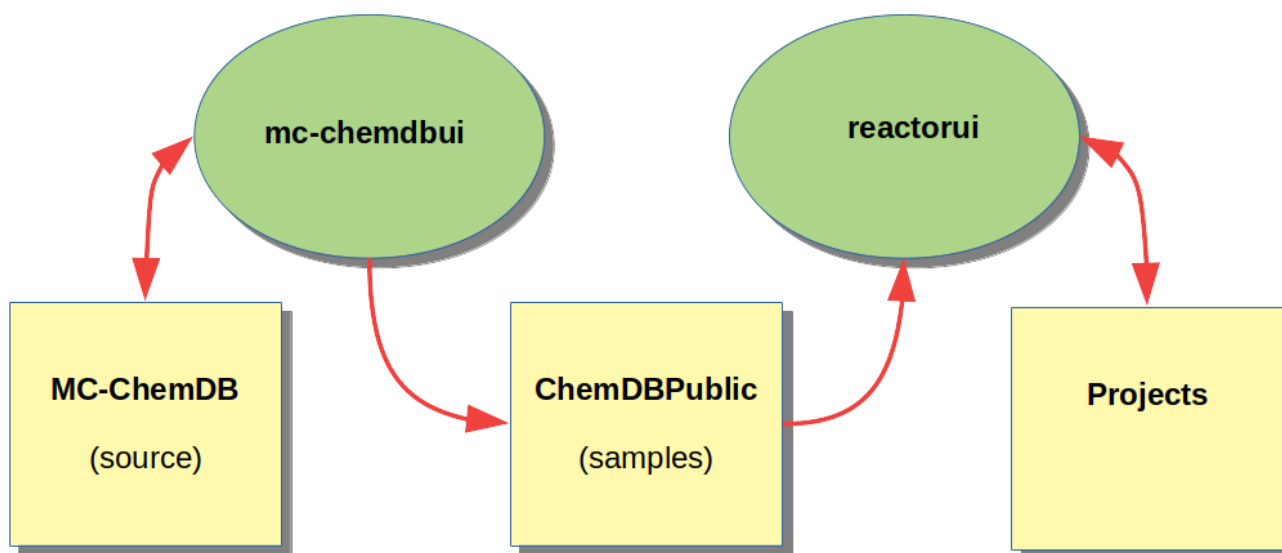 mc-chemdbui
reactorui
MC-ChemDB
(source)
ChemDBPublic
(samples)
Projects